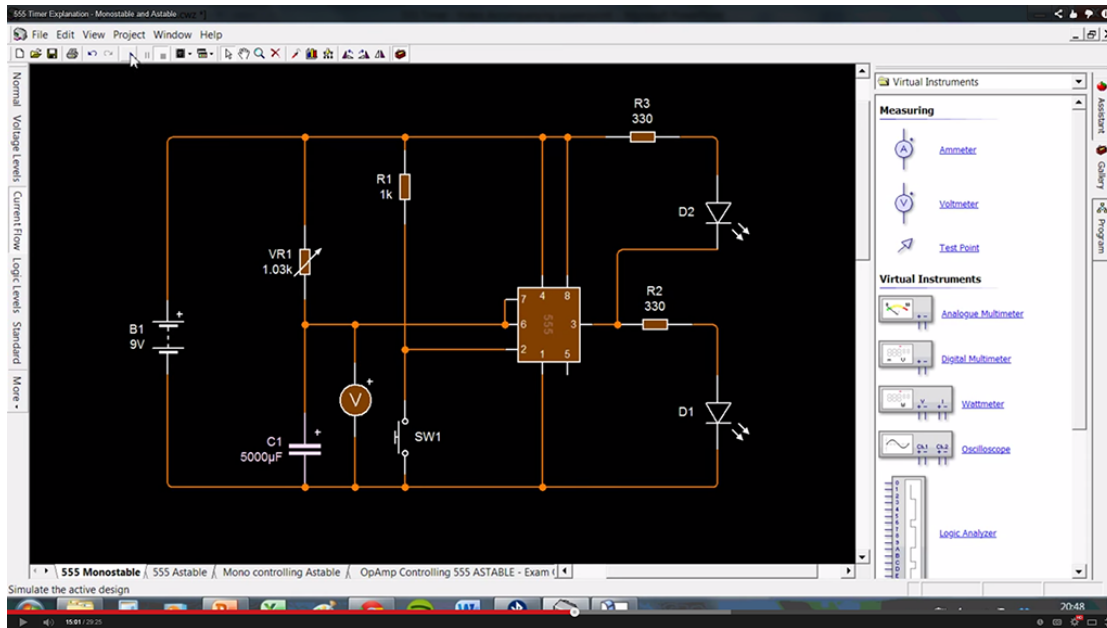 555 Timer Explanation - Monostable and Astable
File Edit View Project Window Help
Normal
Voltage Levels
Current Flow
Logic Levels
Standard
More
B1
9V
VR1
1.03k
R1
1k
C1
5000µF
V
SW1
7 4 8
6 555 3
2 1 5
R3
330
D2
R2
330
D1
Virtual Instruments
Measuring
A
Ammeter
V
Voltmeter
Test Point
Virtual Instruments
Analogue Multimeter
Digital Multimeter
Wattmeter
Ch.1 Ch.2
Oscilloscope
Logic Analyzer
Assistant
Gallery
Program
555 Monostable
555 Astable
Mono controlling Astable
OpAmp Controlling 555 ASTABLE - Exam
Simulate the active design
20:48
15:01 / 29:25